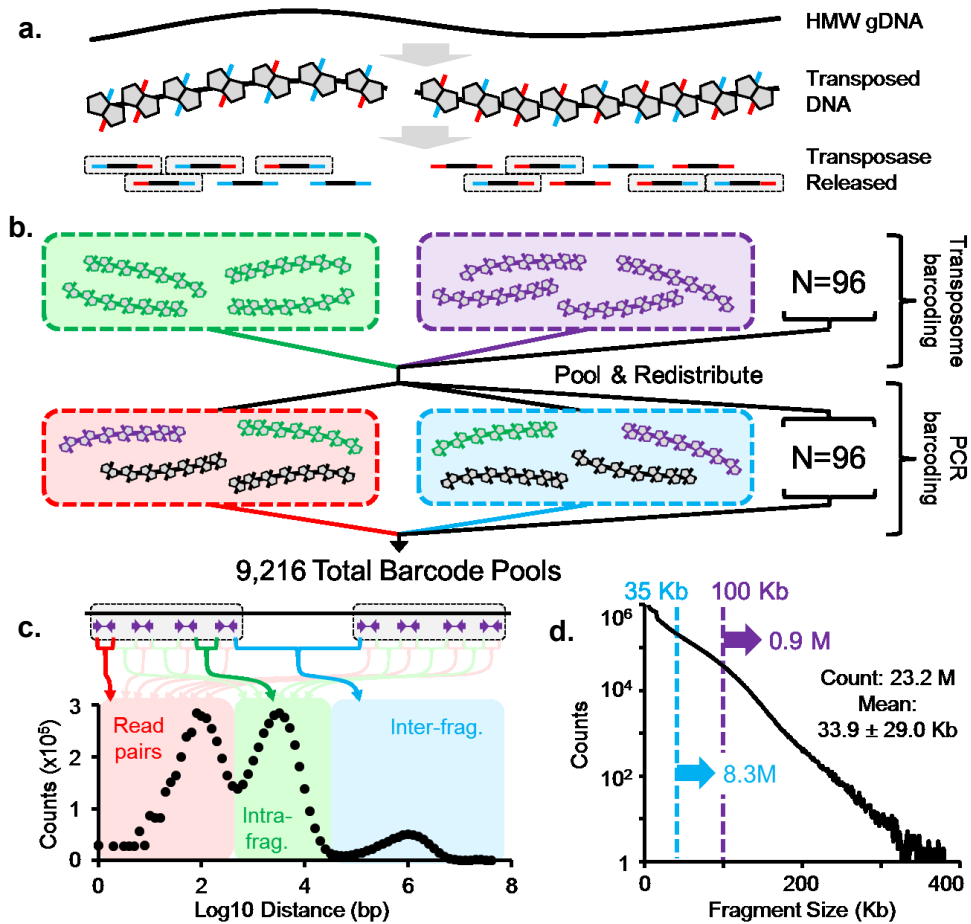 a.
HMW gDNA
Transposed
DNA
Transposase
Released
b.
N=96
Transposome
barcoding
Pool & Redistribute
N=96
PCR
barcoding
9,216 Total Barcode Pools
c.
3
2
1
0
Counts (x10⁵)
Read
pairs
Intra-
frag.
Inter-frag.
0
2
4
6
8
Log10 Distance (bp)
d.
35 Kb
100 Kb
0.9 M
Count: 23.2 M
Mean:
33.9 ± 29.0 Kb
8.3M
10⁶
10⁴
10²
1
Counts
0
200
400
Fragment Size (Kb)